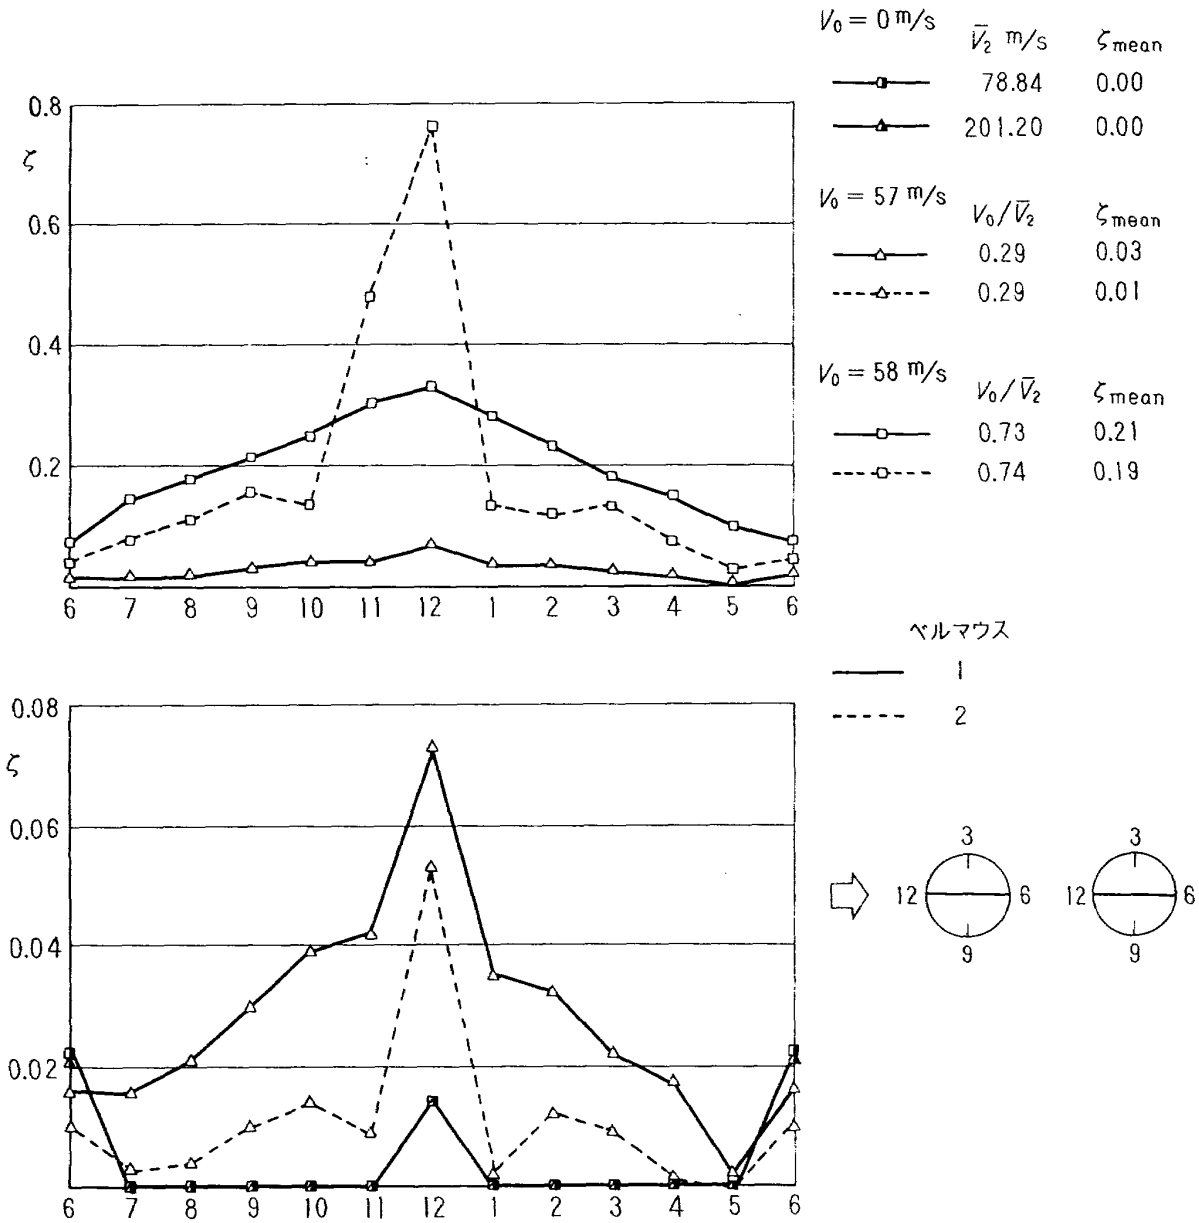 V₀ = 0 m/s
V̄₂ m/s ζmean
78.84 0.00
201.20 0.00
V₀ = 57 m/s
V₀/V̄₂ ζmean
0.29 0.03
0.29 0.01
V₀ = 58 m/s
V₀/V̄₂ ζmean
0.73 0.21
0.74 0.19
0.8
ζ
0.6
0.4
0.2
6 7 8 9 10 11 12 1 2 3 4 5 6
ベルマウス
1
2
0.08
ζ
0.06
0.04
0.02
6 7 8 9 10 11 12 1 2 3 4 5 6
3 3
12 6 12 6
9 9